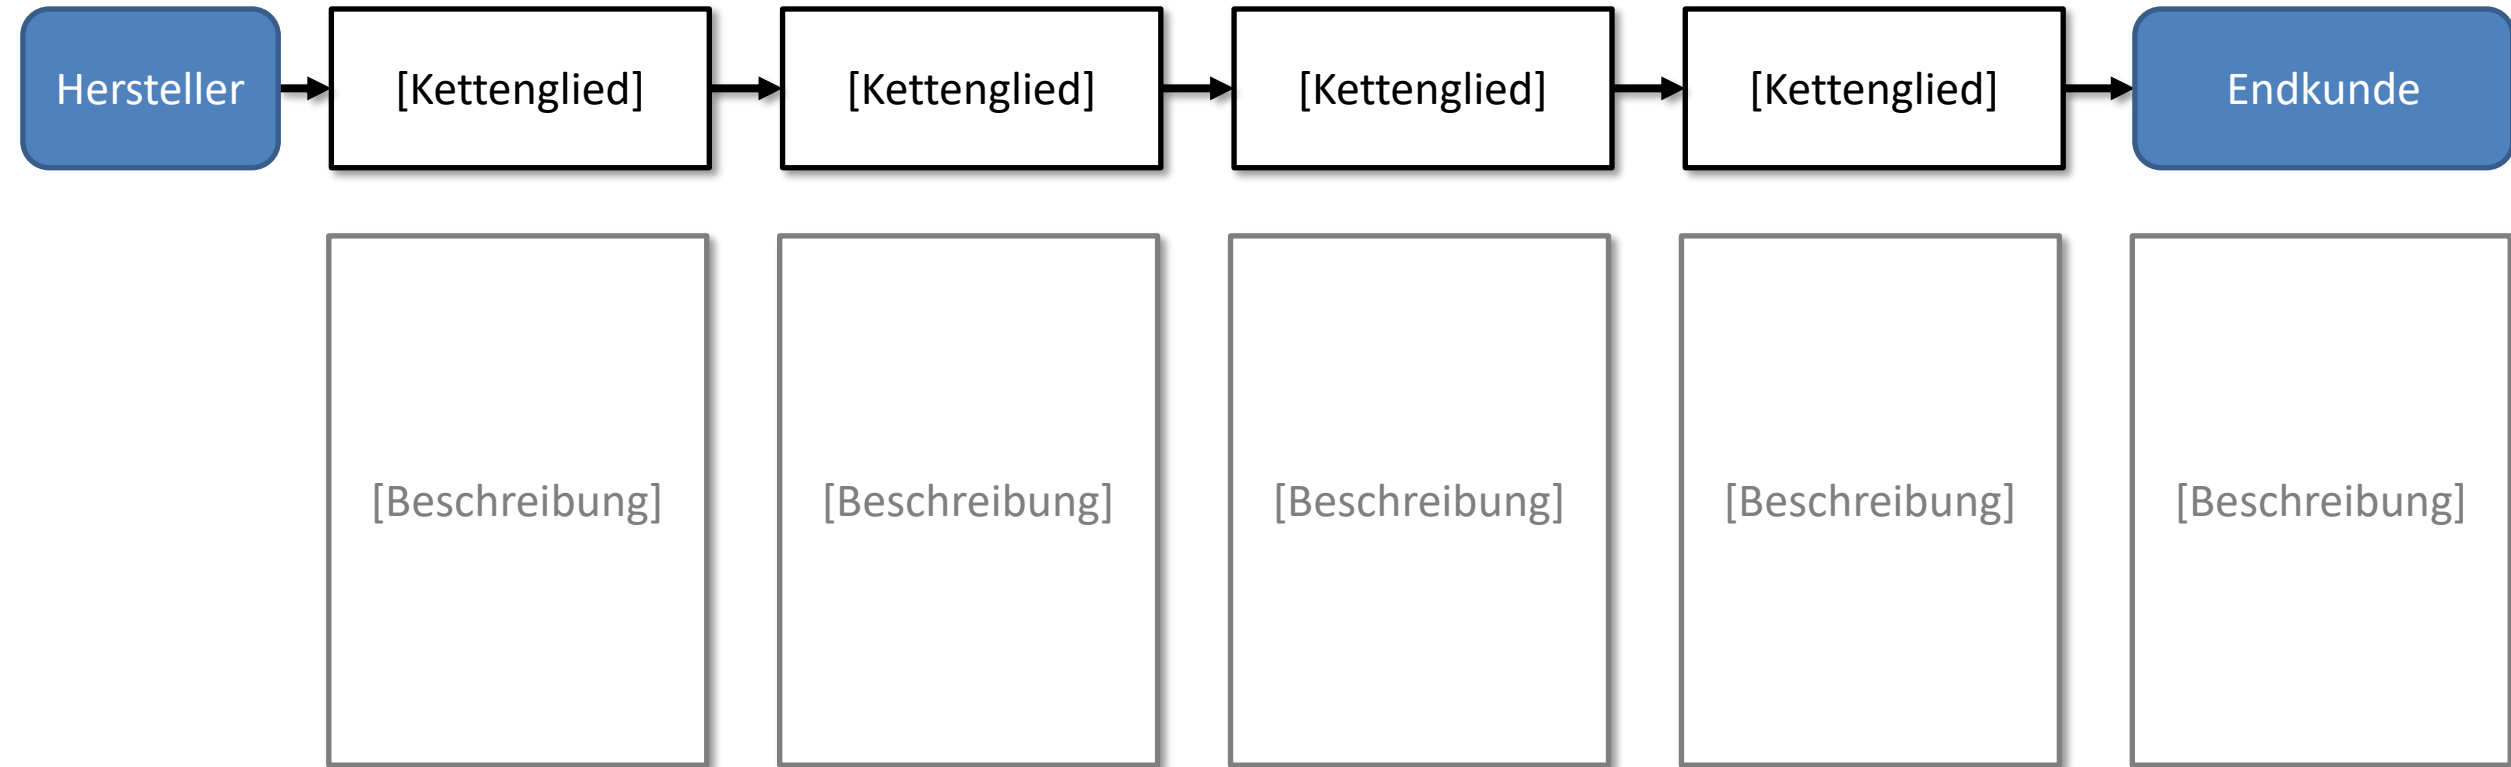 Hersteller
[Kettenglied]
[Kettenglied]
[Kettenglied]
[Kettenglied]
Endkunde
[Beschreibung]
[Beschreibung]
[Beschreibung]
[Beschreibung]
[Beschreibung]